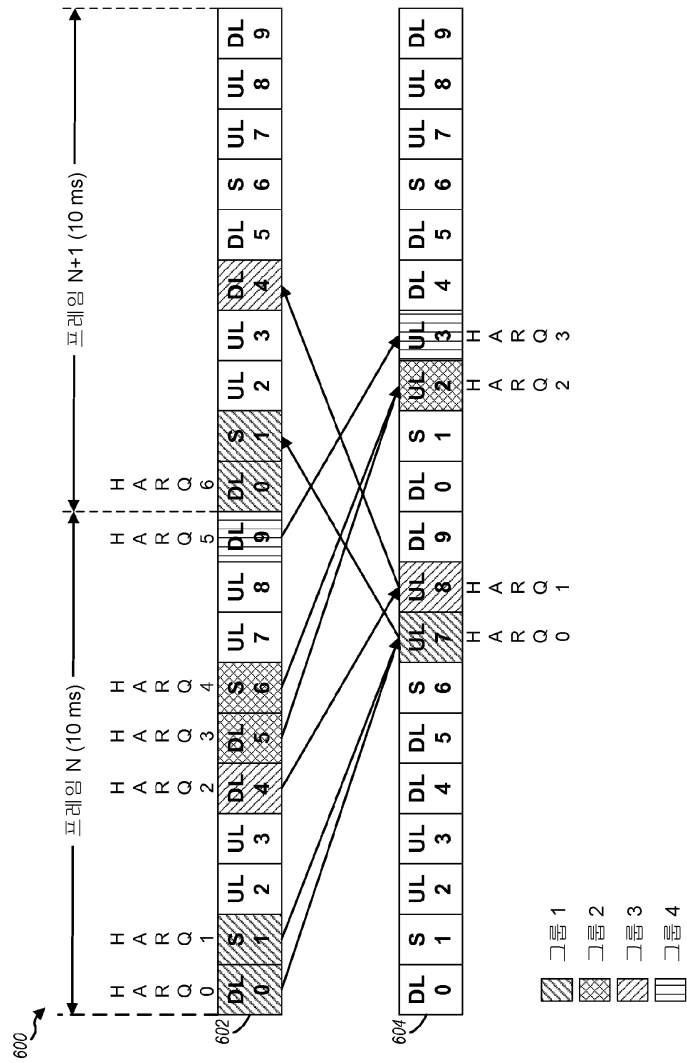 600
프레임 N (10 ms)
프레임 N+1 (10 ms)
HARQ 0
HARQ 1
HARQ 2
HARQ 3
HARQ 4
HARQ 5
HARQ 6
602
DL 0
S 1
UL 2
UL 3
DL 4
DL 5
S 6
UL 7
UL 8
DL 9
DL 0
S 1
UL 2
UL 3
DL 4
DL 5
S 6
UL 7
UL 8
DL 9
604
DL 0
S 1
UL 2
UL 3
DL 4
DL 5
S 6
UL 7
UL 8
DL 9
DL 0
S 1
UL 2
UL 3
DL 4
DL 5
S 6
UL 7
UL 8
DL 9
HARQ 0
HARQ 1
HARQ 2
HARQ 3
그룹 1
그룹 2
그룹 3
그룹 4